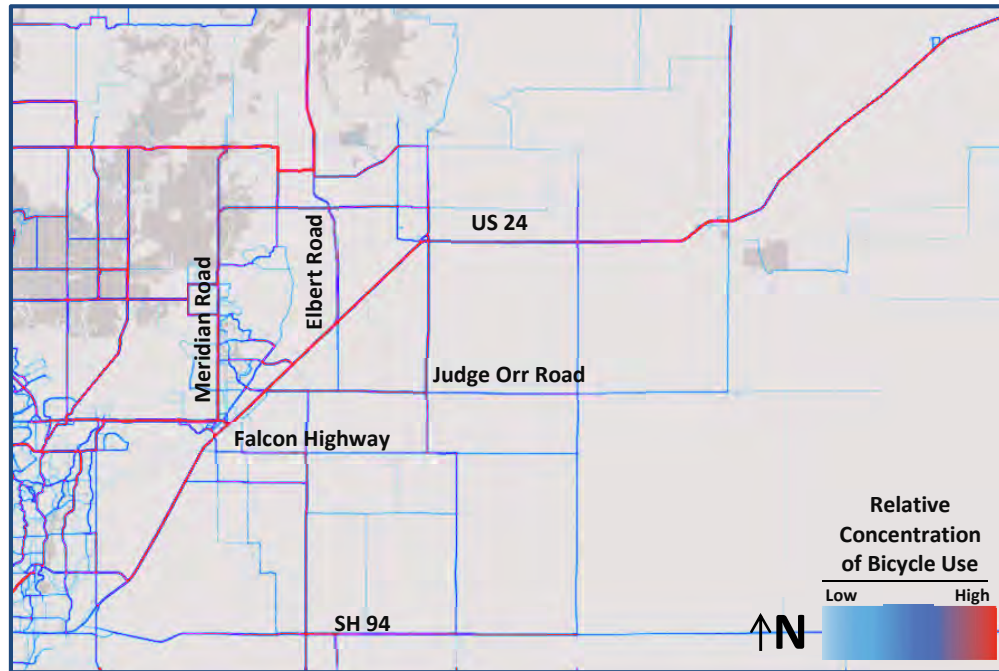 US 24
Elbert Road
Meridian Road
Judge Orr Road
Falcon Highway
SH 94
Relative
Concentration
of Bicycle Use
Low High
N